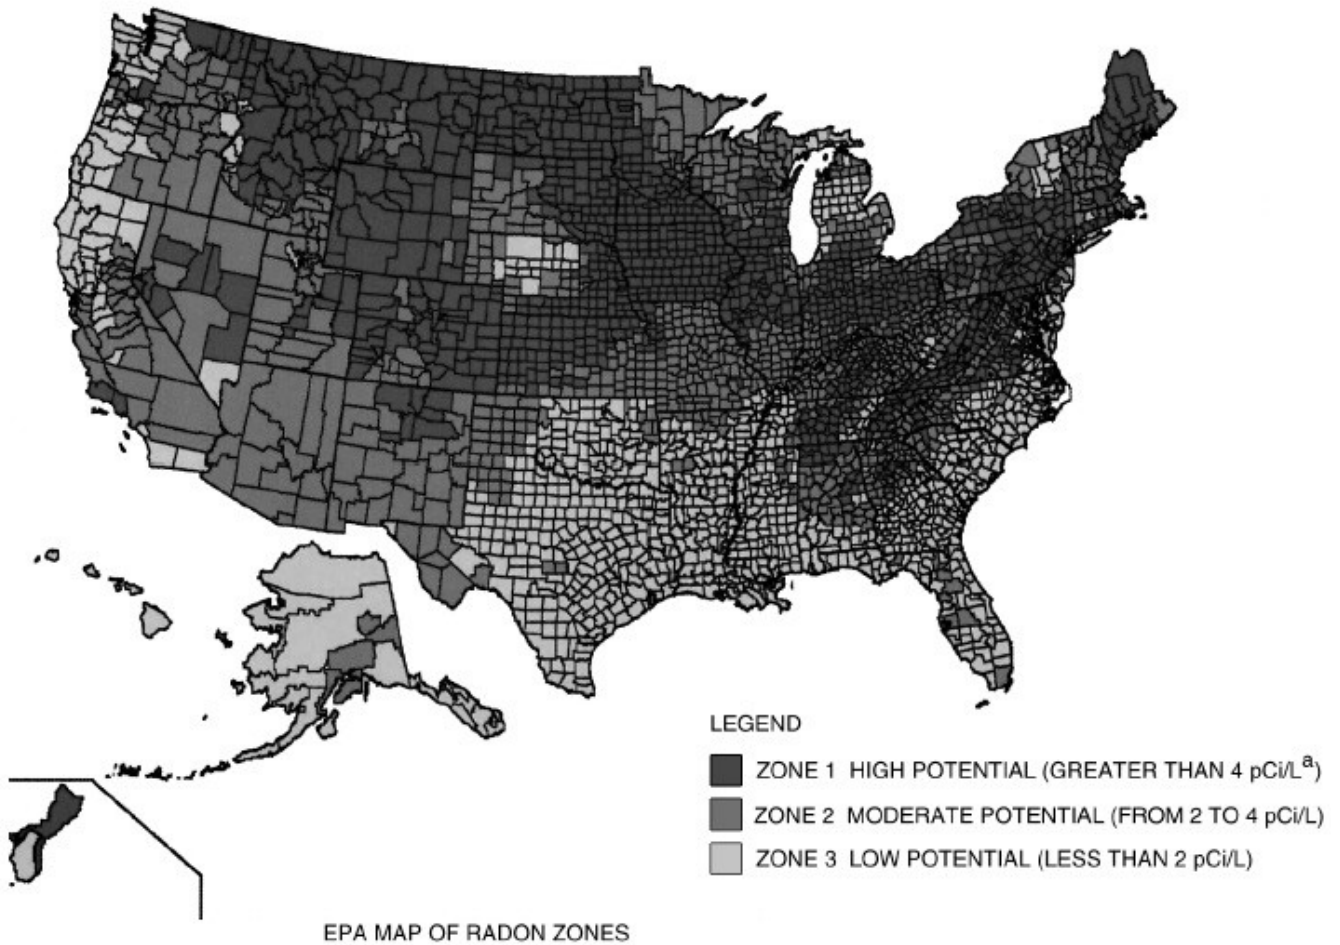 LEGEND
ZONE 1 HIGH POTENTIAL (GREATER THAN 4 pCi/Lª)
ZONE 2 MODERATE POTENTIAL (FROM 2 TO 4 pCi/L)
ZONE 3 LOW POTENTIAL (LESS THAN 2 pCi/L)
EPA MAP OF RADON ZONES